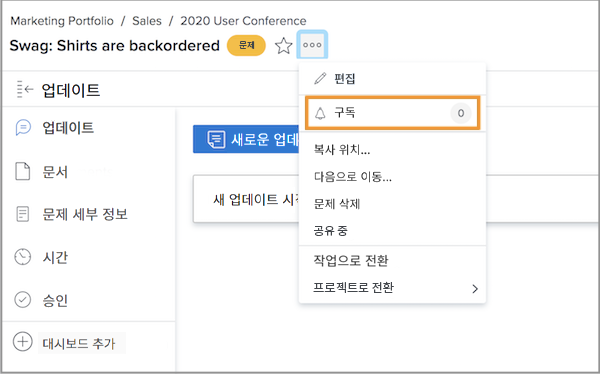 Marketing Portfolio / Sales / 2020 User Conference
Swag: Shirts are backordered 문제
업데이트
업데이트
문서
문제 세부 정보
시간
승인
대시보드 추가
새로운 업데
새 업데이트 시
편집
구독 0
복사 위치...
다음으로 이동...
문제 삭제
공유 중
작업으로 전환
프로젝트로 전환